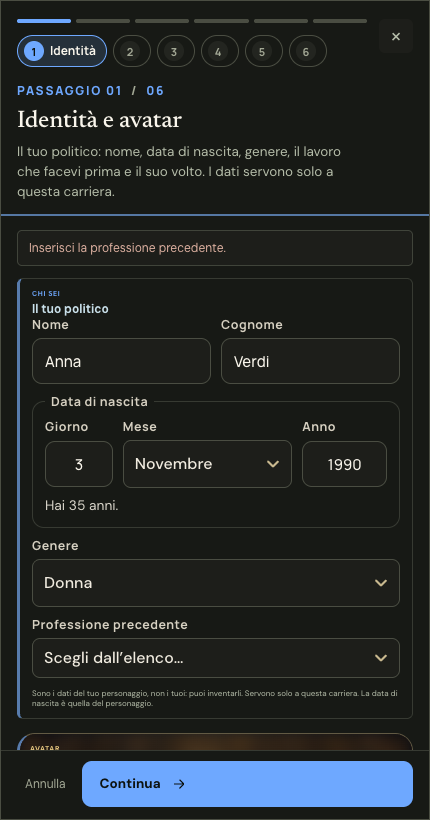 1 Identità 2 3 4 5 6 ×
PASSAGGIO 01 / 06
Identità e avatar
Il tuo politico: nome, data di nascita, genere, il lavoro
che facevi prima e il suo volto. I dati servono solo a
questa carriera.
Inserisci la professione precedente.
CHI SEI
Il tuo politico
Nome Cognome
Anna Verdi
Data di nascita
Giorno Mese Anno
3 Novembre 1990
Hai 35 anni.
Genere
Donna
Professione precedente
Scegli dall’elenco…
Sono i dati del tuo personaggio, non i tuoi: puoi inventarli. Servono solo a questa carriera. La data di
nascita è quella del personaggio.
AVATAR
Annulla Continua →